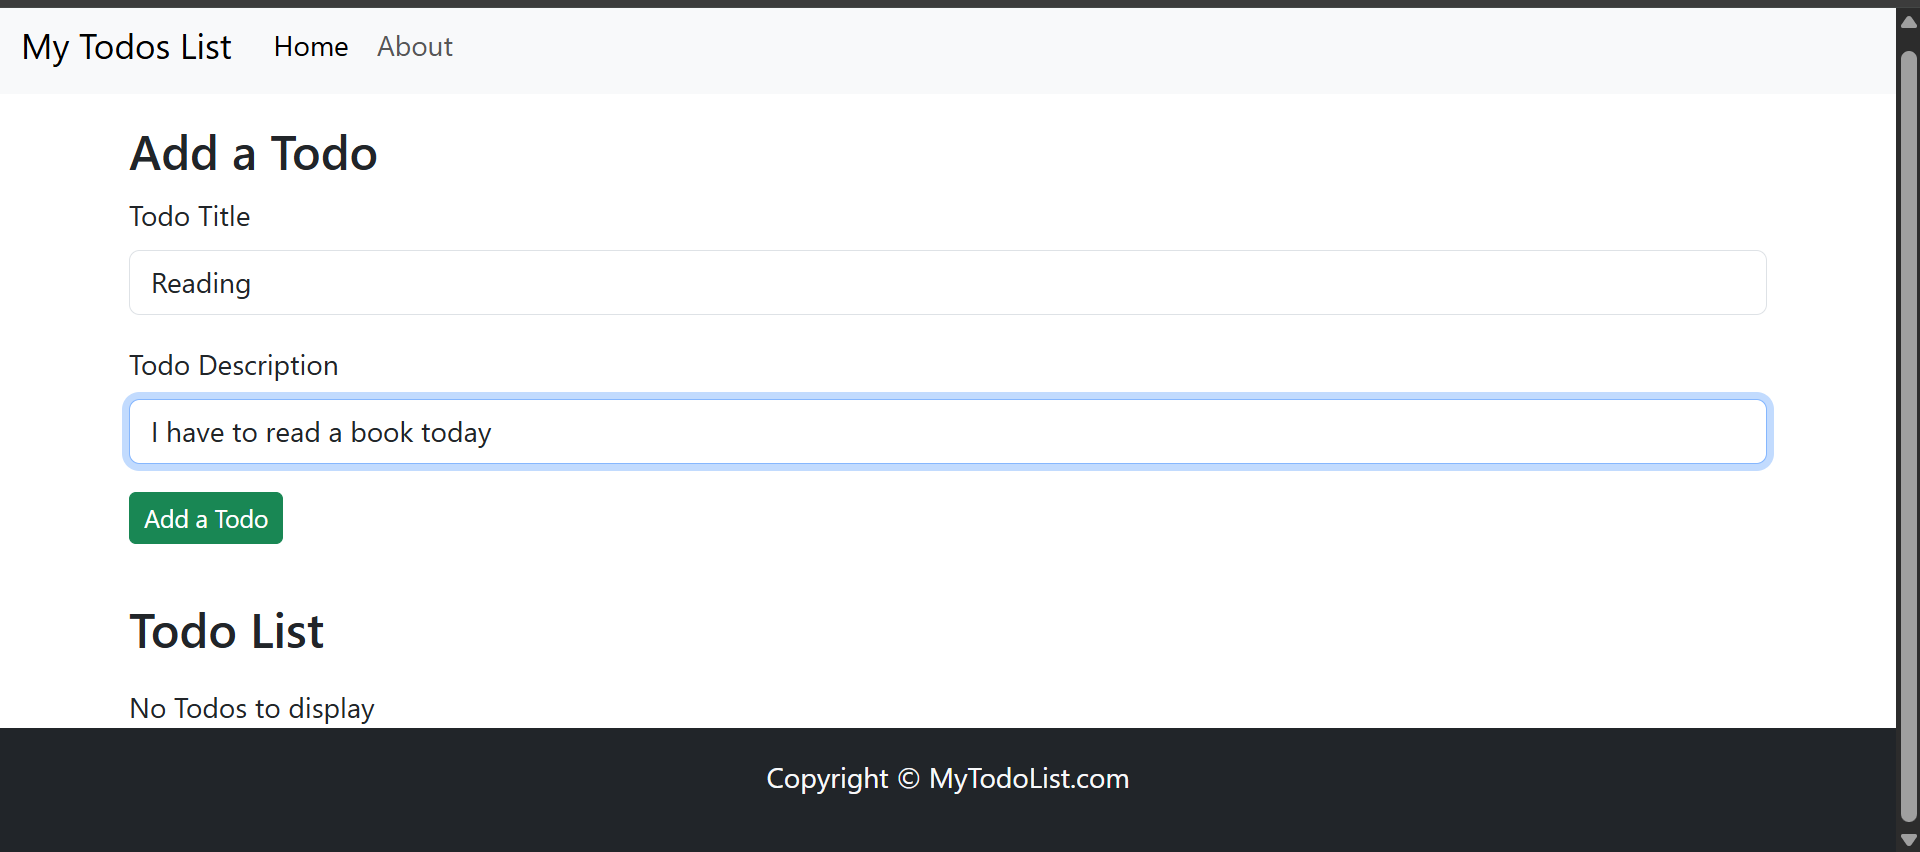 My Todos List Home About
Add a Todo
Todo Title
Reading
Todo Description
I have to read a book today
Add a Todo
Todo List
No Todos to display
Copyright © MyTodoList.com